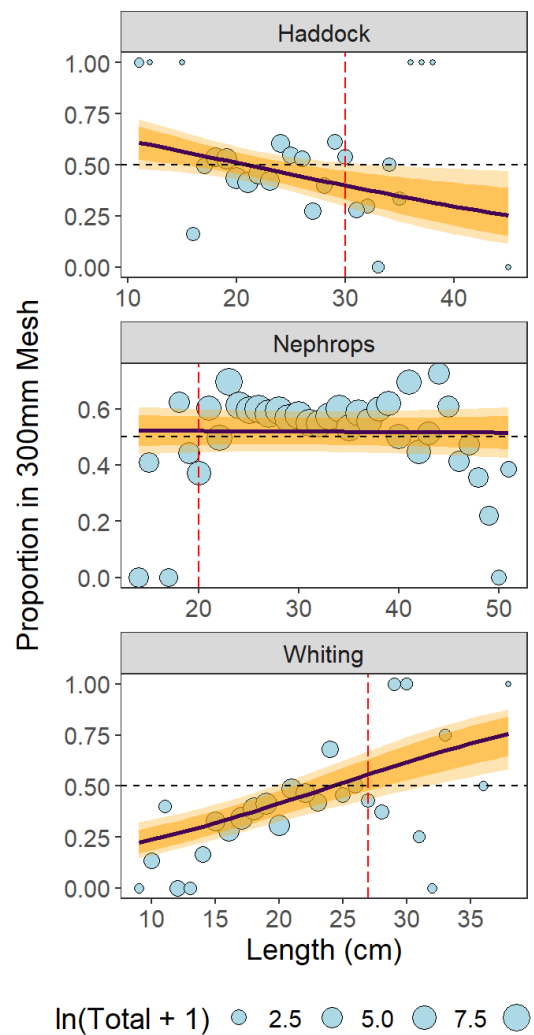 Haddock
1.00
0.75
0.50
0.25
0.00
10 20 30 40
Nephrops
0.6
0.4
0.2
0.0
20 30 40 50
Whiting
1.00
0.75
0.50
0.25
0.00
10 15 20 25 30 35
Proportion in 300mm Mesh
Length (cm)
ln(Total + 1) 2.5 5.0 7.5